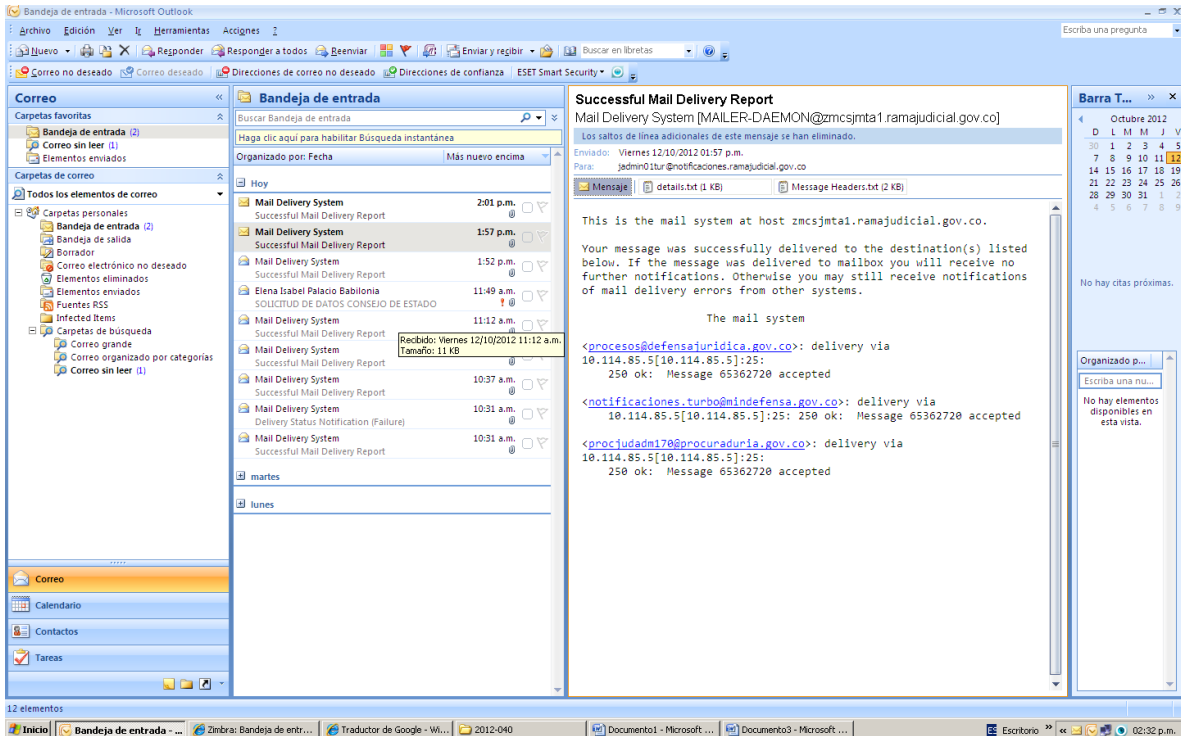 Bandeja de entrada - Microsoft Outlook
Archivo Edición Ver Ir Herramientas Acciones ?
Escriba una pregunta
Nuevo Responder Responder a todos Reenviar Enviar y recibir Buscar en libretas
Correo no deseado Correo deseado Direcciones de correo no deseado Direcciones de confianza ESET Smart Security
Correo «
Carpetas favoritas
Bandeja de entrada (2)
Correo sin leer (1)
Elementos enviados
Carpetas de correo
Todos los elementos de correo
Carpetas personales
Bandeja de entrada (2)
Bandeja de salida
Borrador
Correo electrónico no deseado
Elementos eliminados
Elementos enviados
Fuentes RSS
Infected Items
Carpetas de búsqueda
Correo grande
Correo organizado por categorías
Correo sin leer (1)
Correo
Calendario
Contactos
Tareas
Bandeja de entrada
Buscar Bandeja de entrada
Haga clic aquí para habilitar Búsqueda instantánea
Organizado por: Fecha Más nuevo encima
Hoy
Mail Delivery System 2:01 p.m.
Successful Mail Delivery Report
Mail Delivery System 1:57 p.m.
Successful Mail Delivery Report
Mail Delivery System 1:52 p.m.
Successful Mail Delivery Report
Elena Isabel Palacio Babilonia 11:49 a.m.
SOLICITUD DE DATOS CONSEJO DE ESTADO
Mail Delivery System 11:12 a.m.
Successful Mail Delivery Report
Recibido: Viernes 12/10/2012 11:12 a.m.
Tamaño: 11 KB
Mail Delivery System
Successful Mail Delivery Report
Mail Delivery System 10:37 a.m.
Successful Mail Delivery Report
Mail Delivery System 10:31 a.m.
Delivery Status Notification (Failure)
Mail Delivery System 10:31 a.m.
Successful Mail Delivery Report
martes
lunes
Successful Mail Delivery Report
Mail Delivery System [MAILER-DAEMON@zmcsjmta1.ramajudicial.gov.co]
Los saltos de línea adicionales de este mensaje se han eliminado.
Enviado: Viernes 12/10/2012 01:57 p.m.
Para: jadmin01tur@notificaciones.ramajudicial.gov.co
Mensaje details.txt (1 KB) Message Headers.txt (2 KB)
This is the mail system at host zmcsjmta1.ramajudicial.gov.co.
Your message was successfully delivered to the destination(s) listed
below. If the message was delivered to mailbox you will receive no
further notifications. Otherwise you may still receive notifications
of mail delivery errors from other systems.
The mail system
<procesos@defensajuridica.gov.co>: delivery via
10.114.85.5[10.114.85.5]:25:
250 ok: Message 65362720 accepted
<notificaciones.turbo@mindefensa.gov.co>: delivery via
10.114.85.5[10.114.85.5]:25: 250 ok: Message 65362720 accepted
<procjudadm170@procuraduria.gov.co>: delivery via
10.114.85.5[10.114.85.5]:25:
250 ok: Message 65362720 accepted
Barra T... »
Octubre 2012
D L M M J V
30 1 2 3 4 5
7 8 9 10 11 12
14 15 16 17 18 19
21 22 23 24 25 26
28 29 30 31 1 2
4 5 6 7 8 9
No hay citas próximas.
Organizado p...
Escriba una nu...
No hay elementos
disponibles en
esta vista.
12 elementos
Inicio Bandeja de entrada - ... Zimbra: Bandeja de entr... Traductor de Google - Wi... 2012-040 Documento1 - Microsoft ... Documento3 - Microsoft ... ES Escritorio » « 02:32 p.m.